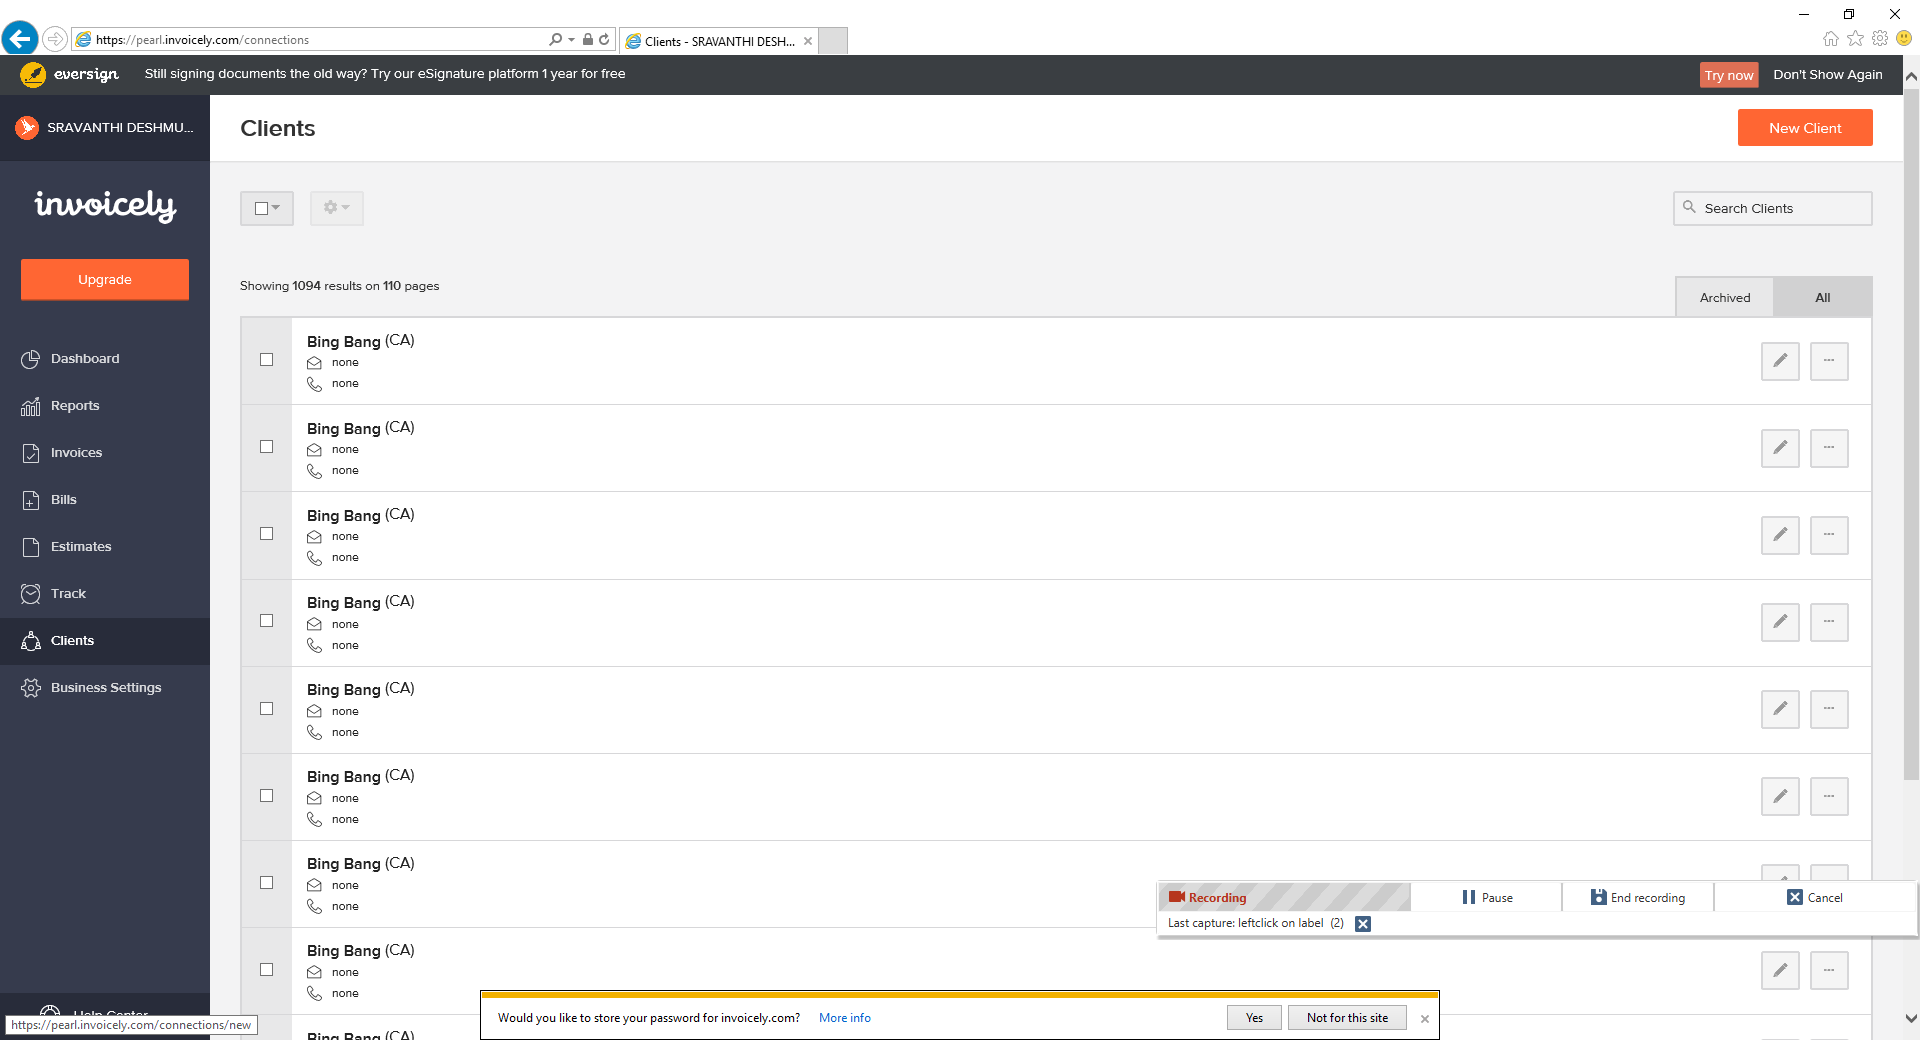 https://pearl.invoicely.com/connections
Clients - SRAVANTHI DESH...
eversign
Still signing documents the old way? Try our eSignature platform 1 year for free
Try now
Don't Show Again
SRAVANTHI DESHMU...
Clients
New Client
invoicely
Search Clients
Upgrade
Showing 1094 results on 110 pages
Archived
All
Dashboard
Reports
Invoices
Bills
Estimates
Track
Clients
Business Settings
Bing Bang (CA)
none
none
Bing Bang (CA)
none
none
Bing Bang (CA)
none
none
Bing Bang (CA)
none
none
Bing Bang (CA)
none
none
Bing Bang (CA)
none
none
Bing Bang (CA)
none
none
Bing Bang (CA)
none
none
Bing Bang (CA)
Recording
Pause
End recording
Cancel
Last capture: leftclick on label (2)
Help Center
https://pearl.invoicely.com/connections/new
Would you like to store your password for invoicely.com?
More info
Yes
Not for this site